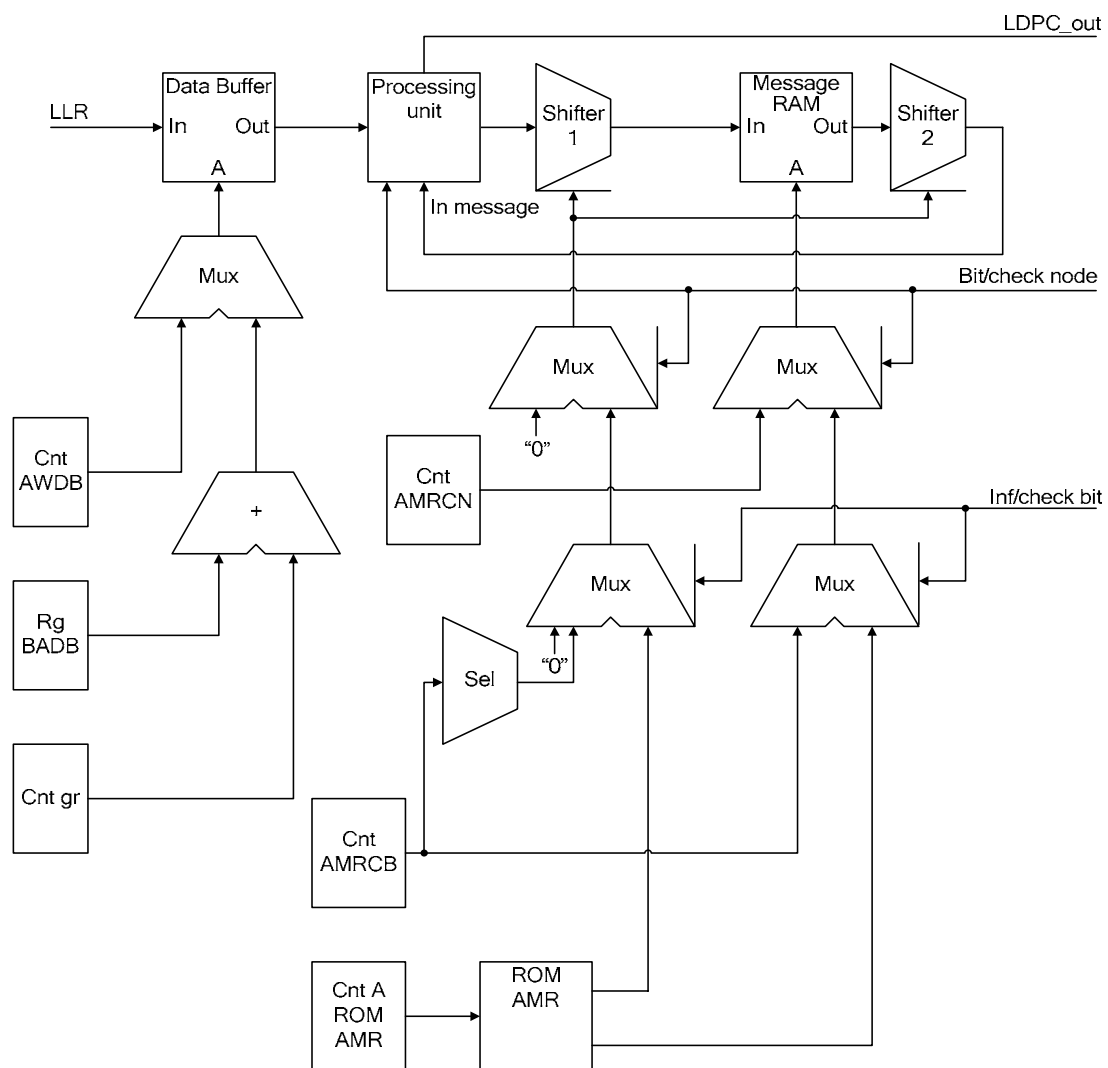 LDPC_out
Data Buffer
Processing
unit
Message
RAM
LLR
In
Out
A
Shifter
1
In
Out
A
Shifter
2
In message
Mux
Bit/check node
Mux
Mux
"0"
Cnt
AWDB
Cnt
AMRCN
+
Inf/check bit
Mux
Mux
Rg
BADB
"0"
Sel
Cnt gr
Cnt
AMRCB
Cnt A
ROM
AMR
ROM
AMR